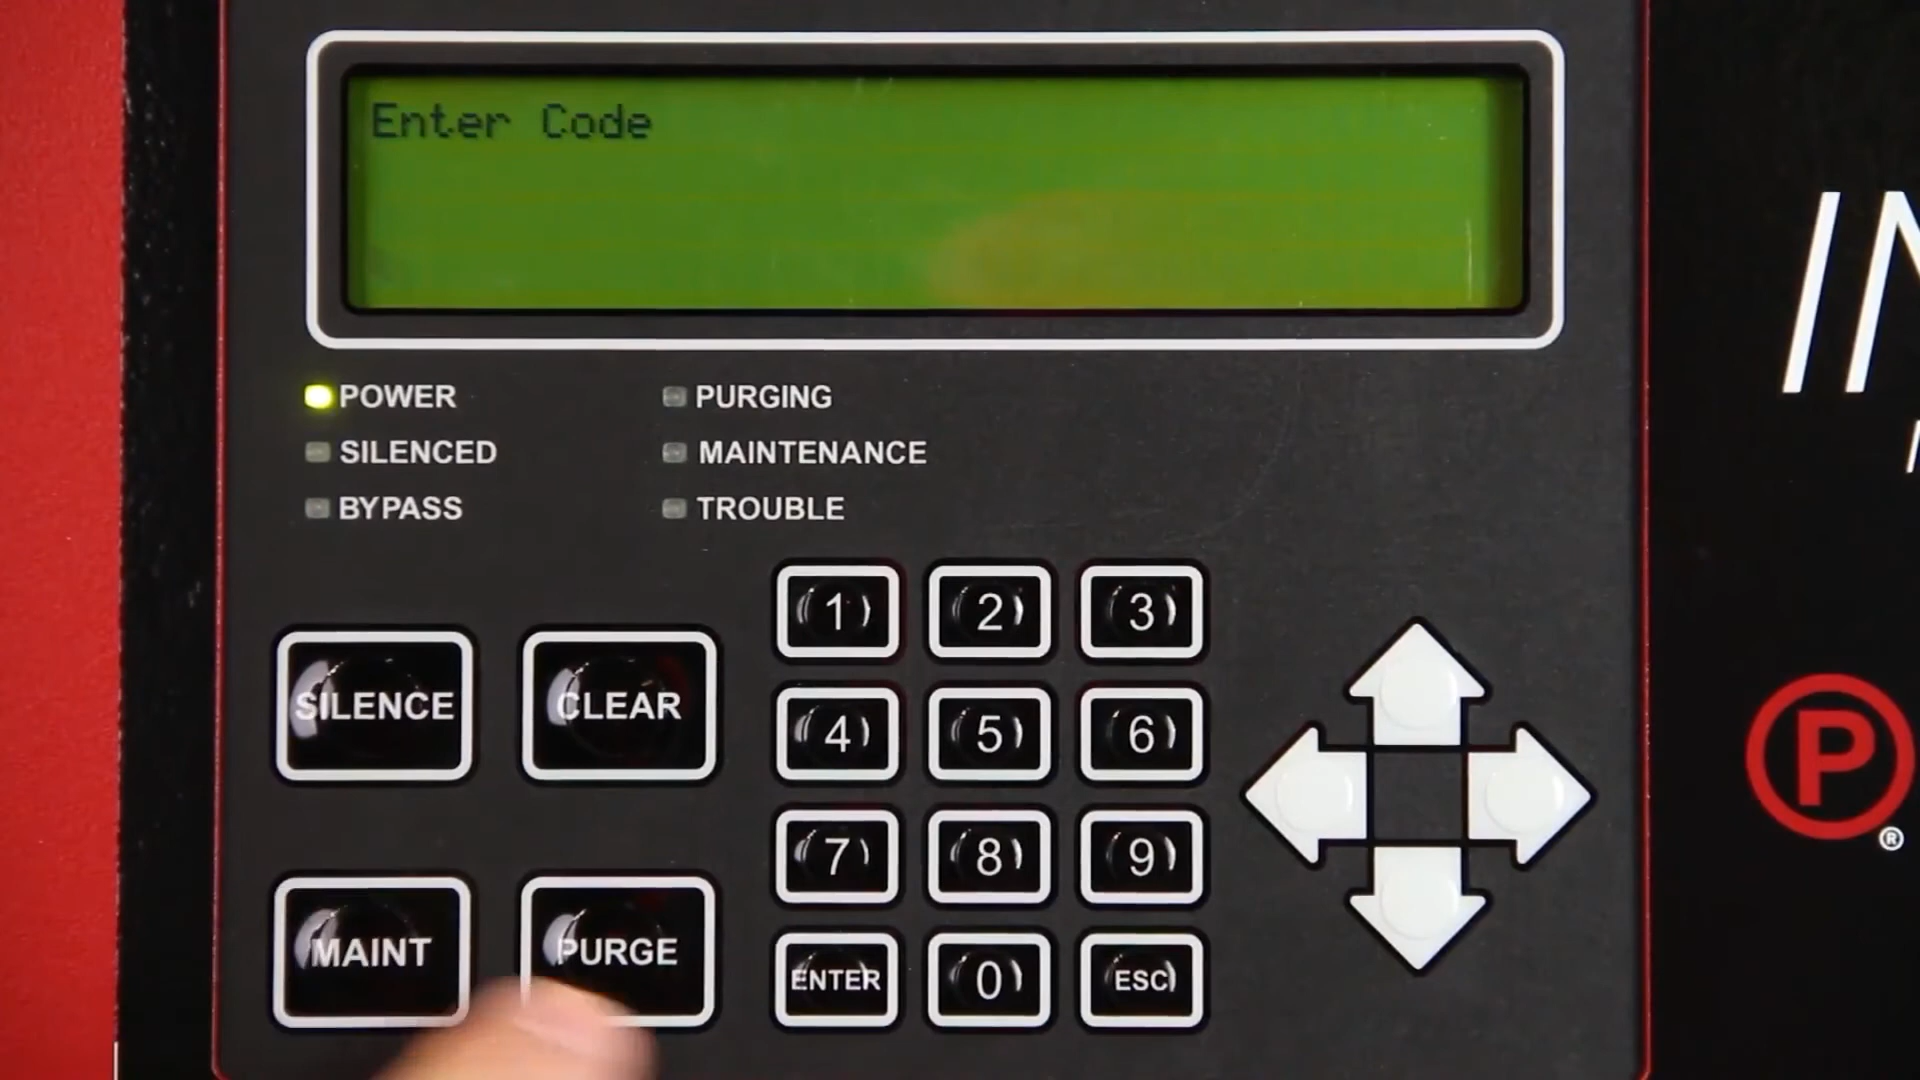 Enter Code
POWER
PURGING
SILENCED
MAINTENANCE
BYPASS
TROUBLE
1 2 3
SILENCE CLEAR
4 5 6
7 8 9
MAINT PURGE
ENTER 0 ESC
P
®